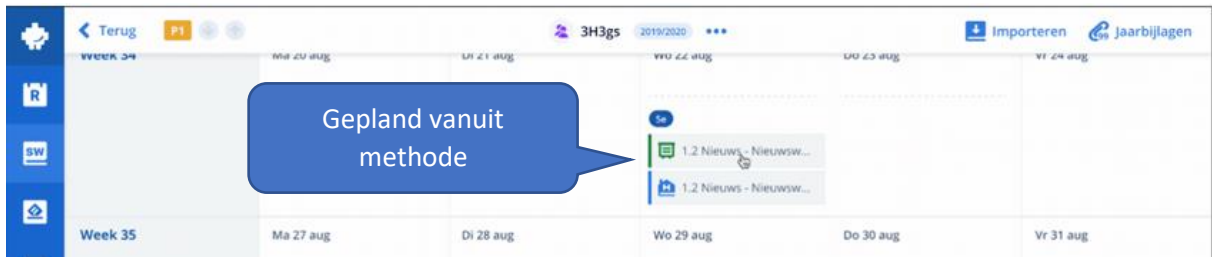 Terug P1 3H3gs 2019/2020 ••• Importeren Jaarbijlagen
Week 34 Ma 20 aug Di 21 aug Wo 22 aug Do 23 aug Vr 24 aug
R
Gepland vanuit
methode
Se
SW
1.2 Nieuws - Nieuwsw...
H 1.2 Nieuws - Nieuwsw...
Week 35 Ma 27 aug Di 28 aug Wo 29 aug Do 30 aug Vr 31 aug